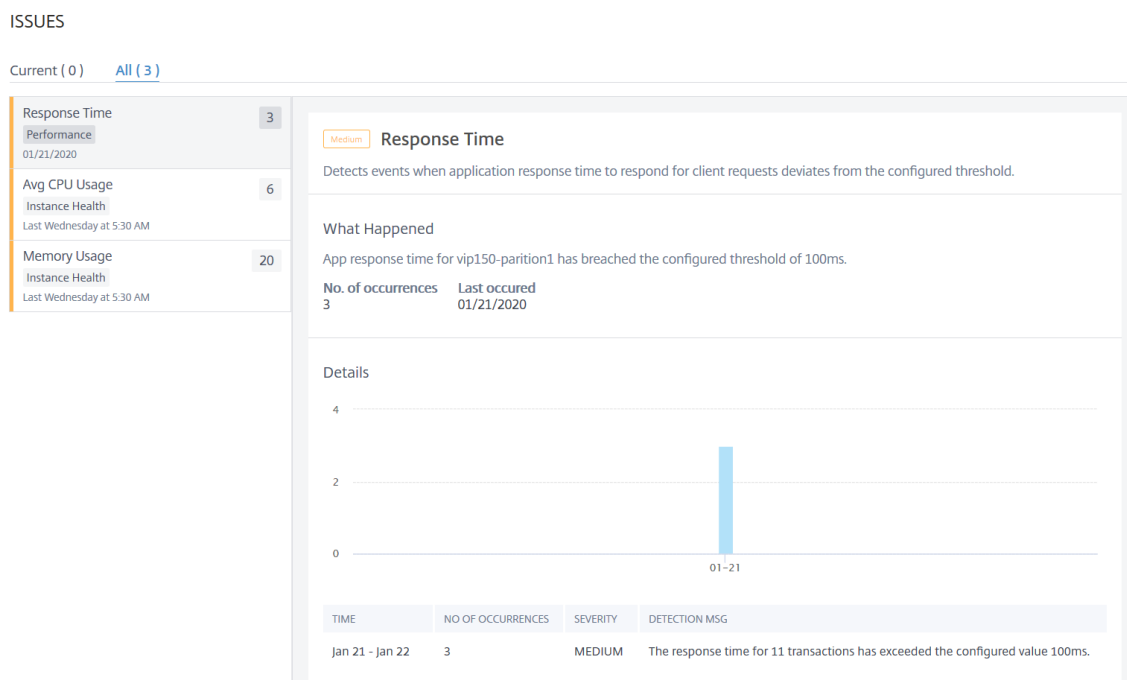 ISSUES
Current ( 0 ) All ( 3 )
Response Time 3
Performance
01/21/2020
Avg CPU Usage 6
Instance Health
Last Wednesday at 5:30 AM
Memory Usage 20
Instance Health
Last Wednesday at 5:30 AM
Medium Response Time
Detects events when application response time to respond for client requests deviates from the configured threshold.
What Happened
App response time for vip150-parition1 has breached the configured threshold of 100ms.
No. of occurrences Last occured
3 01/21/2020
Details
4
2
0
01-21
TIME NO OF OCCURRENCES SEVERITY DETECTION MSG
Jan 21 - Jan 22 3 MEDIUM The response time for 11 transactions has exceeded the configured value 100ms.